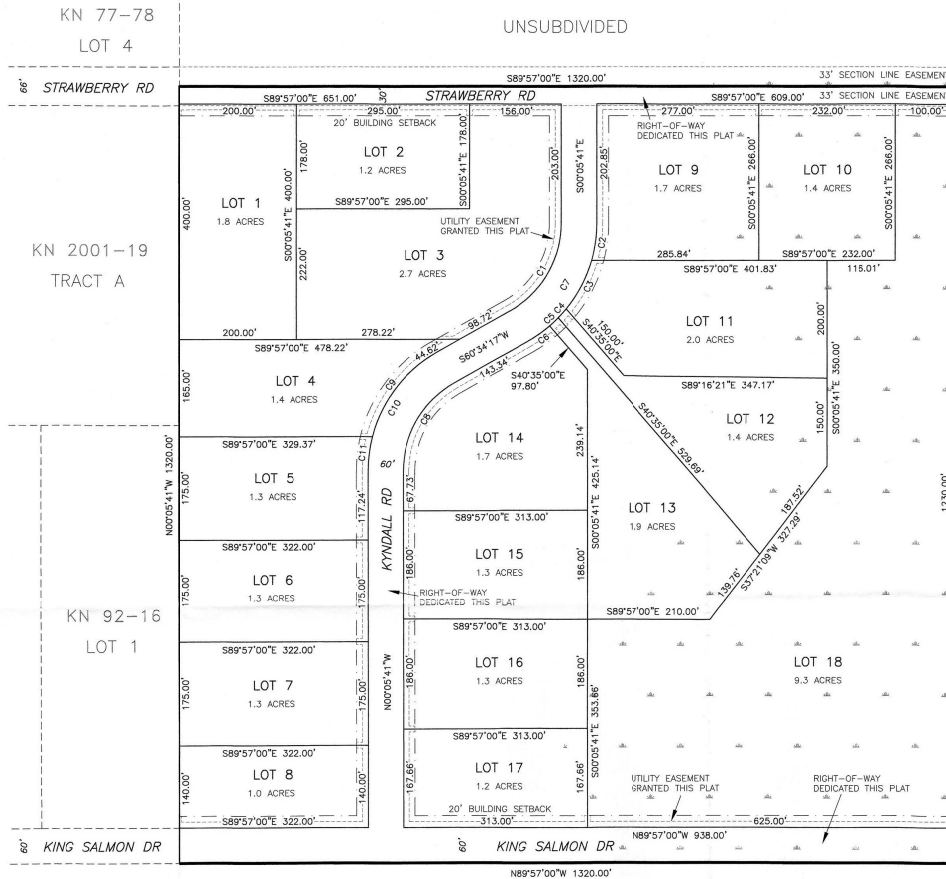 KN 77-78
LOT 4
UNSUBDIVIDED
66'
STRAWBERRY RD
S89°57'00"E 1320.00'
33' SECTION LINE EASEMENT
S89°57'00"E 651.00'
30'
STRAWBERRY RD
S89°57'00"E 609.00'
33' SECTION LINE EASEMENT
200.00'
295.00'
156.00'
277.00'
232.00'
100.00'
20' BUILDING SETBACK
RIGHT-OF-WAY
DEDICATED THIS PLAT
LOT 1
1.8 ACRES
400.00'
S00°05'41"E 400.00'
178.00'
222.00'
LOT 2
1.2 ACRES
S00°05'41"E 178.00'
S89°57'00"E 295.00'
203.00'
S00°05'41"E
202.85'
LOT 9
1.7 ACRES
S00°05'41"E 266.00'
LOT 10
1.4 ACRES
S00°05'41"E 266.00'
UTILITY EASEMENT
GRANTED THIS PLAT
KN 2001-19
TRACT A
LOT 3
2.7 ACRES
C1
C2
C7
C3
C4
C5
C6
285.84'
S89°57'00"E 401.83'
S89°57'00"E 232.00'
115.01'
200.00'
278.22'
S89°57'00"E 478.22'
98.72'
44.62'
S60°34'17"W
143.34'
150.00'
S40°35'00"E
S40°35'00"E
97.80'
LOT 11
2.0 ACRES
200.00'
S00°05'41"E 350.00'
S89°16'21"E 347.17'
LOT 4
1.4 ACRES
165.00'
C9
C10
C8
C11
LOT 12
1.4 ACRES
150.00'
S40°35'00"E 529.69'
187.52'
S37°21'09"W 327.29'
139.76'
N00°05'41"W 1320.00'
S89°57'00"E 329.37'
LOT 5
1.3 ACRES
175.00'
117.24'
60'
67.73'
KYNDALL RD
LOT 14
1.7 ACRES
239.14'
S00°05'41"E 425.14'
LOT 13
1.9 ACRES
1230.00'
S89°57'00"E 322.00'
S89°57'00"E 313.00'
LOT 6
1.3 ACRES
175.00'
175.00'
RIGHT-OF-WAY
DEDICATED THIS PLAT
LOT 15
1.3 ACRES
186.00'
186.00'
S89°57'00"E 210.00'
KN 92-16
LOT 1
S89°57'00"E 322.00'
S89°57'00"E 313.00'
LOT 7
1.3 ACRES
175.00'
175.00'
N00°05'41"W
LOT 16
1.3 ACRES
186.00'
186.00'
S00°05'41"E 353.66'
LOT 18
9.3 ACRES
S89°57'00"E 322.00'
S89°57'00"E 313.00'
LOT 8
1.0 ACRES
140.00'
140.00'
LOT 17
1.2 ACRES
167.66'
167.66'
UTILITY EASEMENT
GRANTED THIS PLAT
RIGHT-OF-WAY
DEDICATED THIS PLAT
20' BUILDING SETBACK
S89°57'00"E 322.00'
313.00'
625.00'
N89°57'00"W 938.00'
60'
KING SALMON DR
60'
KING SALMON DR
N89°57'00"W 1320.00'